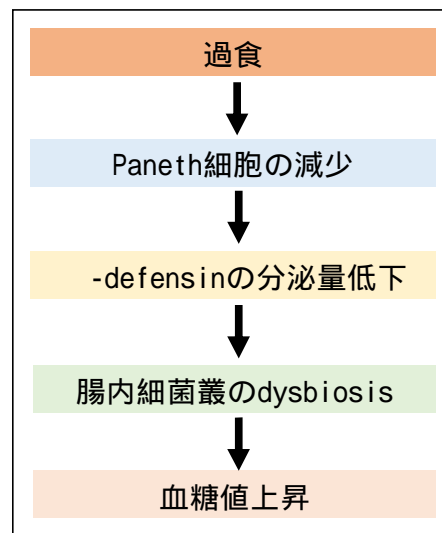 過食
Paneth細胞の減少
-defensinの分泌量低下
腸内細菌叢のdysbiosis
血糖値上昇